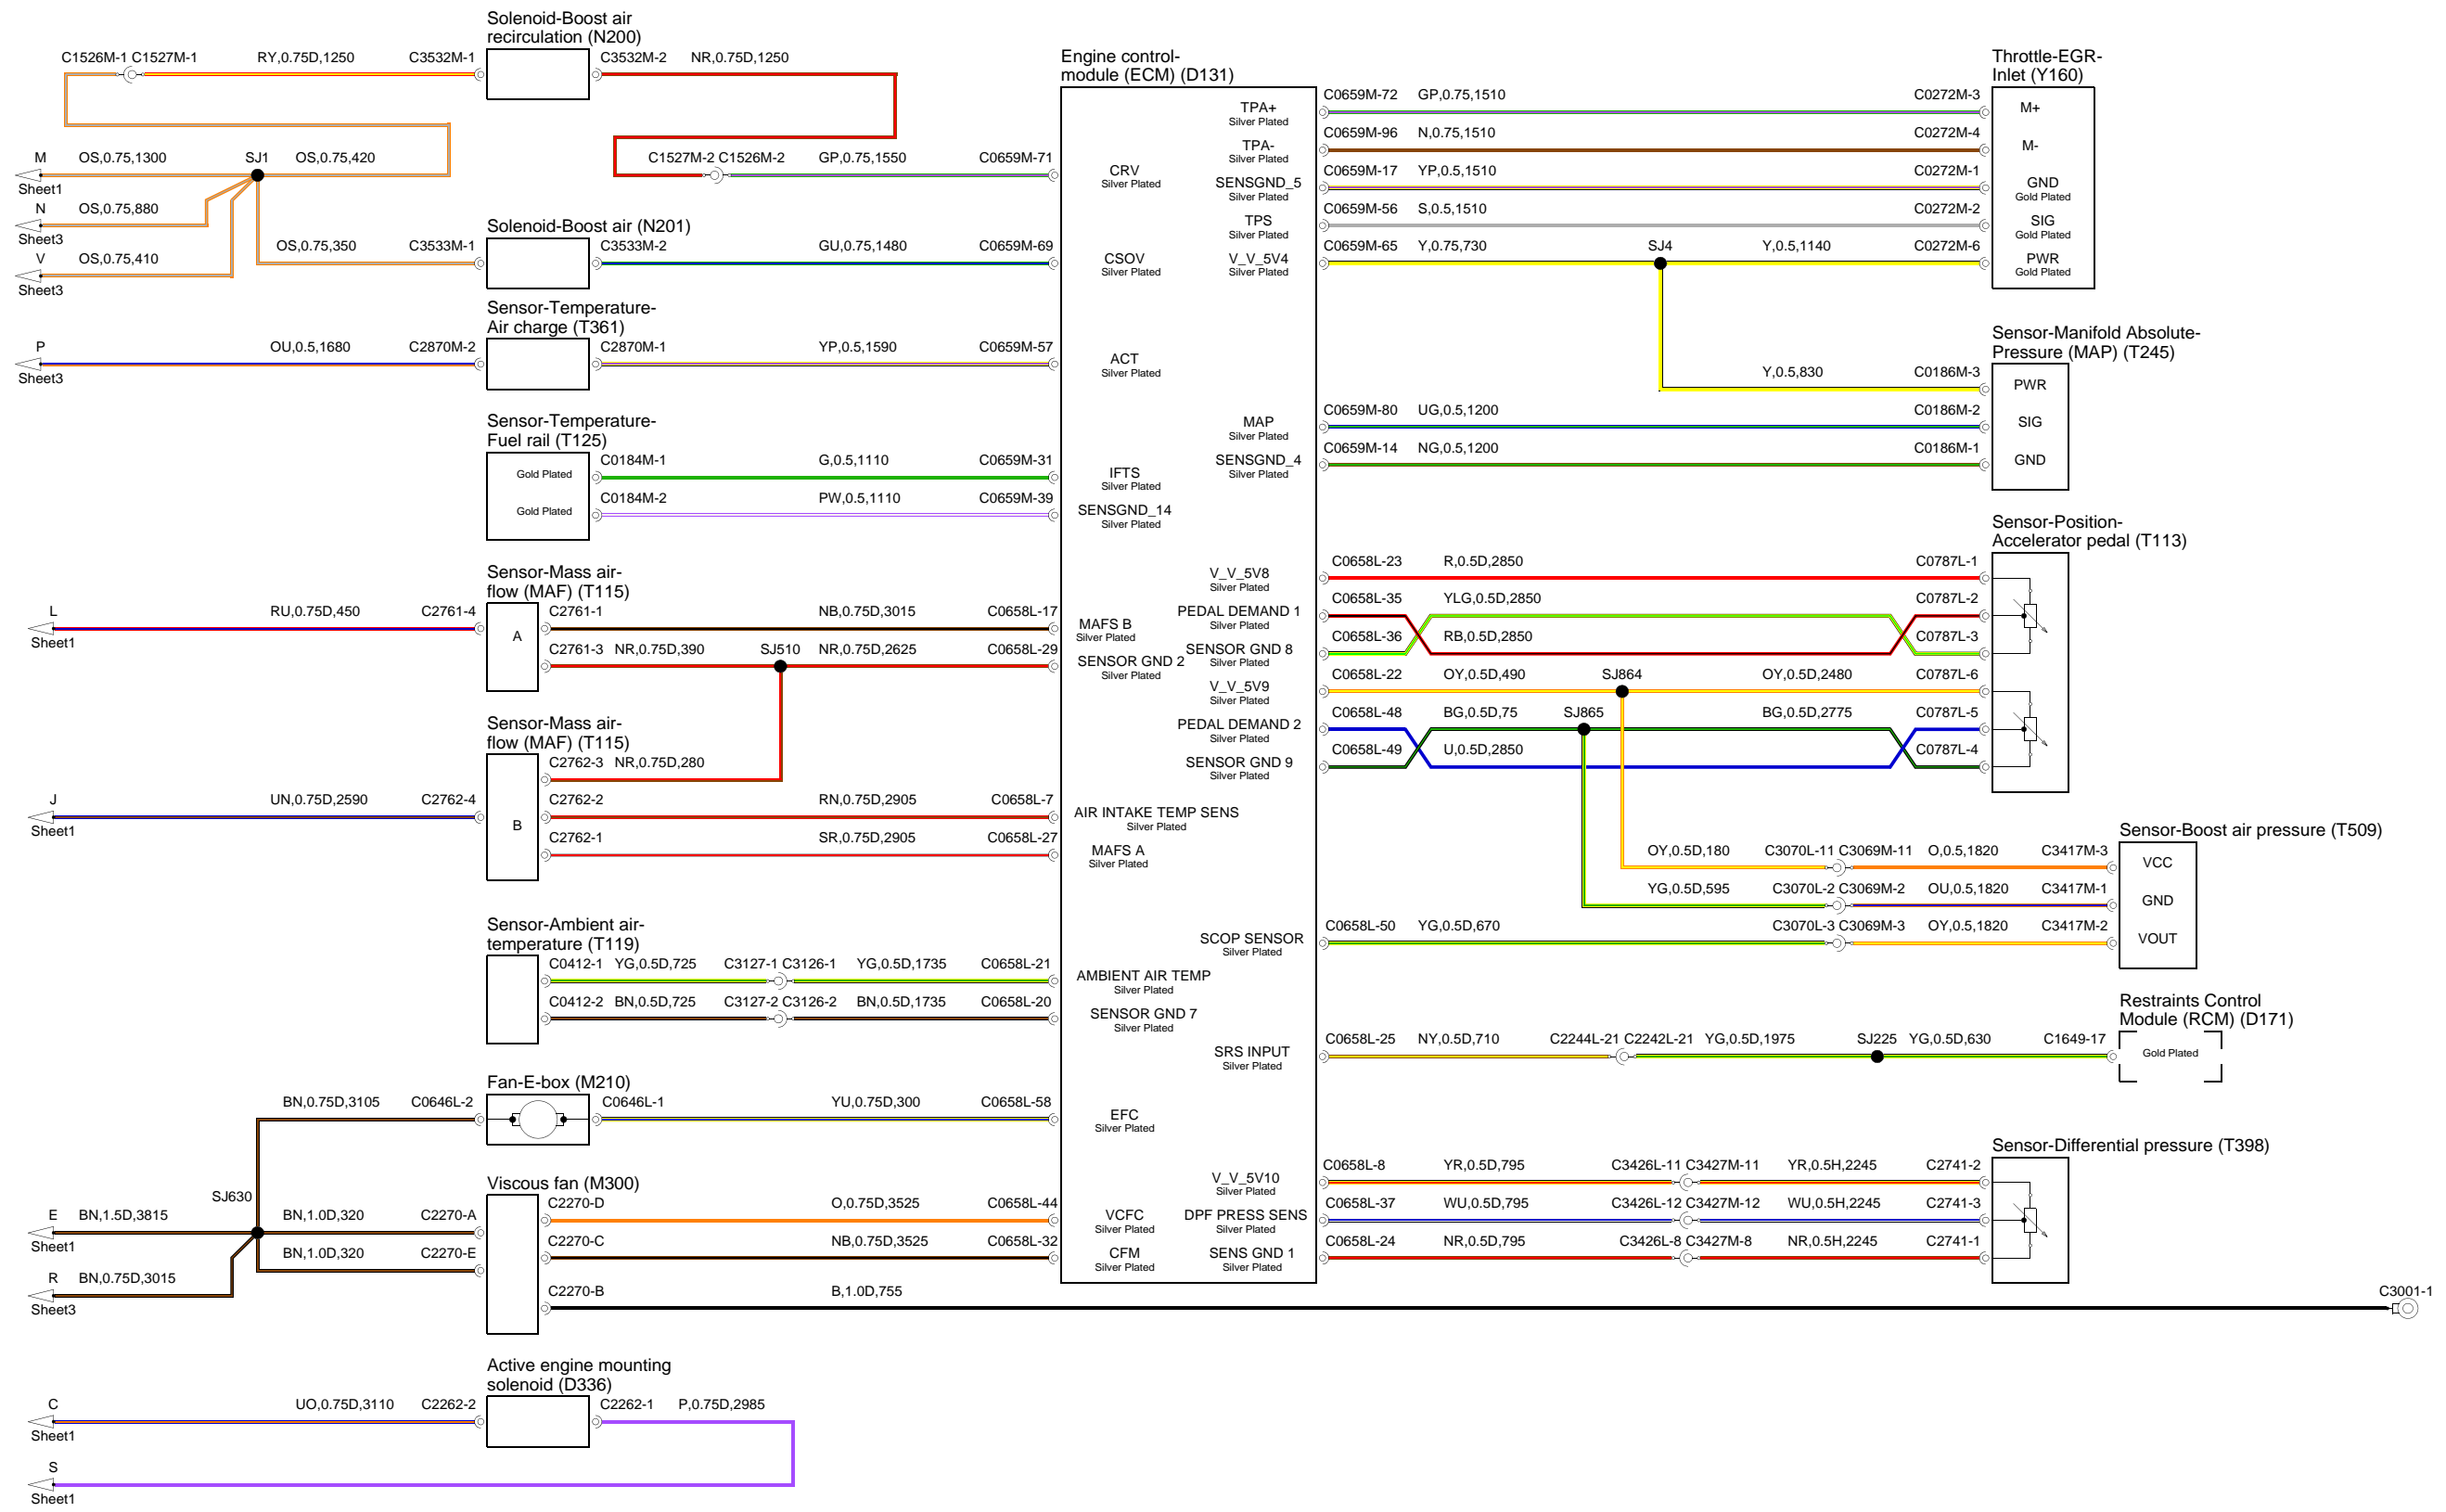 Solenoid-Boost air
recirculation (N200)
C1526M-1 C1527M-1 RY,0.75D,1250 C3532M-1
C3532M-2 NR,0.75D,1250
M OS,0.75,1300 SJ1 OS,0.75,420
Sheet1
C1527M-2 C1526M-2 GP,0.75,1550 C0659M-71
N OS,0.75,880
Sheet3
V OS,0.75,410
Sheet3
Solenoid-Boost air (N201)
OS,0.75,350 C3533M-1
C3533M-2 GU,0.75,1480 C0659M-69
Sensor-Temperature-
Air charge (T361)
P OU,0.5,1680 C2870M-2
Sheet3
C2870M-1 YP,0.5,1590 C0659M-57
Sensor-Temperature-
Fuel rail (T125)
Gold Plated
C0184M-1 G,0.5,1110 C0659M-31
Gold Plated
C0184M-2 PW,0.5,1110 C0659M-39
Sensor-Mass air-
flow (MAF) (T115)
L RU,0.75D,450 C2761-4
Sheet1
A
C2761-1 NB,0.75D,3015 C0658L-17
C2761-3 NR,0.75D,390 SJ510 NR,0.75D,2625 C0658L-29
Sensor-Mass air-
flow (MAF) (T115)
C2762-3 NR,0.75D,280
J UN,0.75D,2590 C2762-4
Sheet1
B
C2762-2 RN,0.75D,2905 C0658L-7
C2762-1 SR,0.75D,2905 C0658L-27
Sensor-Ambient air-
temperature (T119)
C0412-1 YG,0.5D,725 C3127-1 C3126-1 YG,0.5D,1735 C0658L-21
C0412-2 BN,0.5D,725 C3127-2 C3126-2 BN,0.5D,1735 C0658L-20
Fan-E-box (M210)
BN,0.75D,3105 C0646L-2
C0646L-1 YU,0.75D,300 C0658L-58
Viscous fan (M300)
SJ630
E BN,1.5D,3815 BN,1.0D,320 C2270-A
Sheet1
BN,1.0D,320 C2270-E
R BN,0.75D,3015
Sheet3
C2270-D O,0.75D,3525 C0658L-44
C2270-C NB,0.75D,3525 C0658L-32
C2270-B B,1.0D,755
C3001-1
Active engine mounting
solenoid (D336)
C UO,0.75D,3110 C2262-2
Sheet1
C2262-1 P,0.75D,2985
S
Sheet1
Engine control-
module (ECM) (D131)
CRV
Silver Plated
CSOV
Silver Plated
ACT
Silver Plated
IFTS
Silver Plated
SENSGND_14
Silver Plated
MAFS B
Silver Plated
SENSOR GND 2
Silver Plated
AIR INTAKE TEMP SENS
Silver Plated
MAFS A
Silver Plated
AMBIENT AIR TEMP
Silver Plated
SENSOR GND 7
Silver Plated
EFC
Silver Plated
VCFC
Silver Plated
CFM
Silver Plated
TPA+
Silver Plated
TPA-
Silver Plated
SENSGND_5
Silver Plated
TPS
Silver Plated
V_V_5V4
Silver Plated
MAP
Silver Plated
SENSGND_4
Silver Plated
V_V_5V8
Silver Plated
PEDAL DEMAND 1
Silver Plated
SENSOR GND 8
Silver Plated
V_V_5V9
Silver Plated
PEDAL DEMAND 2
Silver Plated
SENSOR GND 9
Silver Plated
SCOP SENSOR
Silver Plated
SRS INPUT
Silver Plated
V_V_5V10
Silver Plated
DPF PRESS SENS
Silver Plated
SENS GND 1
Silver Plated
Throttle-EGR-
Inlet (Y160)
C0659M-72 GP,0.75,1510 C0272M-3
M+
C0659M-96 N,0.75,1510 C0272M-4
M-
C0659M-17 YP,0.5,1510 C0272M-1
GND
Gold Plated
C0659M-56 S,0.5,1510 C0272M-2
SIG
Gold Plated
C0659M-65 Y,0.75,730 SJ4 Y,0.5,1140 C0272M-6
PWR
Gold Plated
Sensor-Manifold Absolute-
Pressure (MAP) (T245)
Y,0.5,830 C0186M-3
PWR
C0659M-80 UG,0.5,1200 C0186M-2
SIG
C0659M-14 NG,0.5,1200 C0186M-1
GND
Sensor-Position-
Accelerator pedal (T113)
C0658L-23 R,0.5D,2850 C0787L-1
C0658L-35 YLG,0.5D,2850 C0787L-2
C0658L-36 RB,0.5D,2850 C0787L-3
C0658L-22 OY,0.5D,490 SJ864 OY,0.5D,2480 C0787L-6
C0658L-48 BG,0.5D,75 SJ865 BG,0.5D,2775 C0787L-5
C0658L-49 U,0.5D,2850 C0787L-4
Sensor-Boost air pressure (T509)
OY,0.5D,180 C3070L-11 C3069M-11 O,0.5,1820 C3417M-3
VCC
YG,0.5D,595 C3070L-2 C3069M-2 OU,0.5,1820 C3417M-1
GND
C0658L-50 YG,0.5D,670 C3070L-3 C3069M-3 OY,0.5,1820 C3417M-2
VOUT
Restraints Control
Module (RCM) (D171)
C0658L-25 NY,0.5D,710 C2244L-21 C2242L-21 YG,0.5D,1975 SJ225 YG,0.5D,630 C1649-17
Gold Plated
Sensor-Differential pressure (T398)
C0658L-8 YR,0.5D,795 C3426L-11 C3427M-11 YR,0.5H,2245 C2741-2
C0658L-37 WU,0.5D,795 C3426L-12 C3427M-12 WU,0.5H,2245 C2741-3
C0658L-24 NR,0.5D,795 C3426L-8 C3427M-8 NR,0.5H,2245 C2741-1